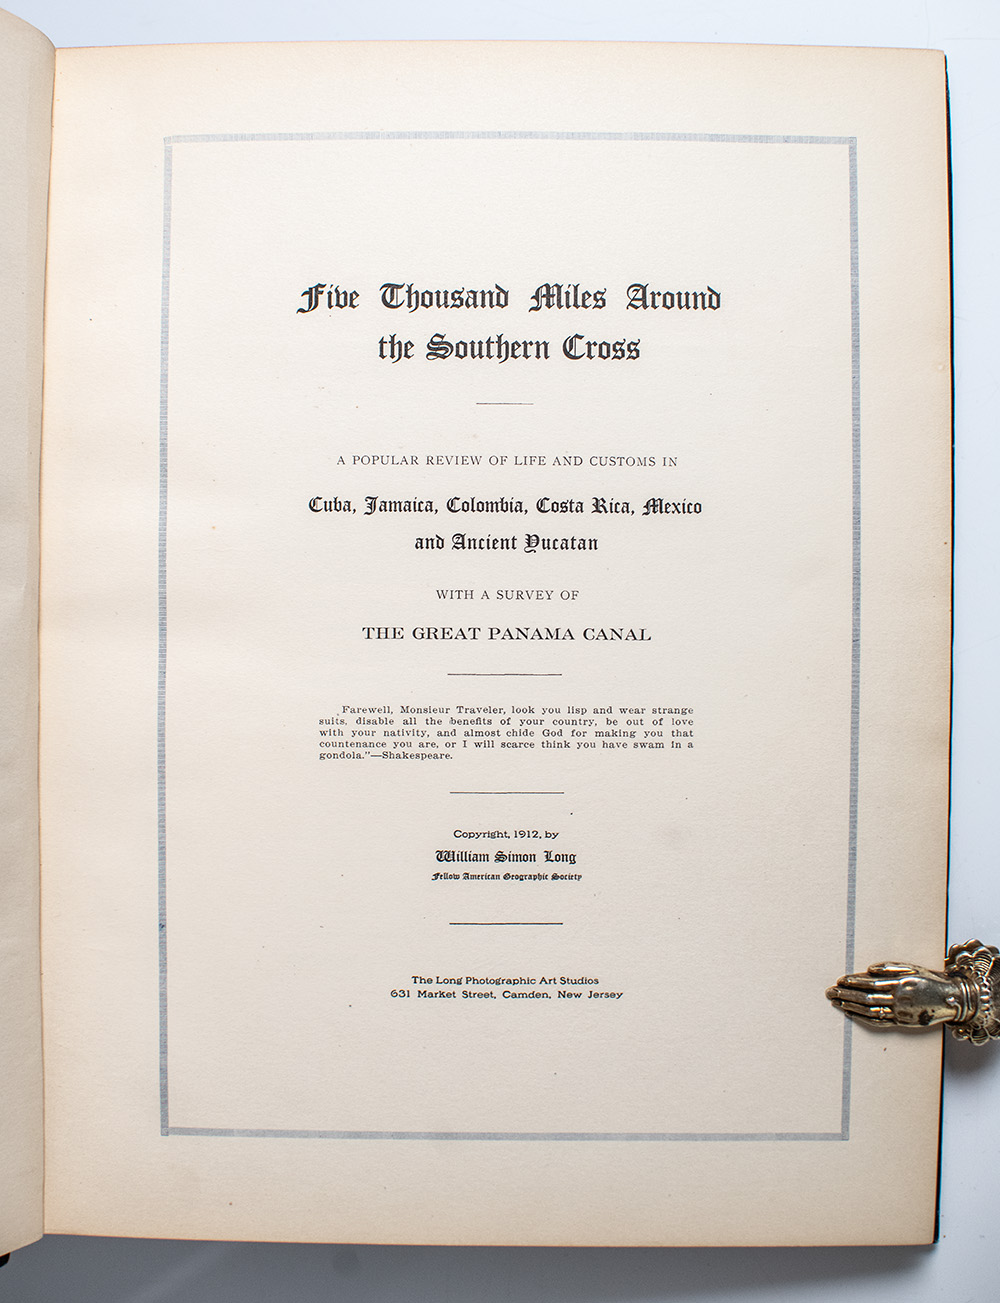 Five Thousand Miles Around
the Southern Cross
A POPULAR REVIEW OF LIFE AND CUSTOMS IN
Cuba, Jamaica, Colombia, Costa Rica, Mexico
and Ancient Yucatan
WITH A SURVEY OF
THE GREAT PANAMA CANAL
Farewell, Monsieur Traveler, look you lisp and wear strange
suits, disable all the benefits of your country, be out of love
with your nativity, and almost chide God for making you that
countenance you are, or I will scarce think you have swam in a
gondola."—Shakespeare.
Copyright, 1912, by
William Simon Long
Fellow American Geographic Society
The Long Photographic Art Studios
631 Market Street, Camden, New Jersey